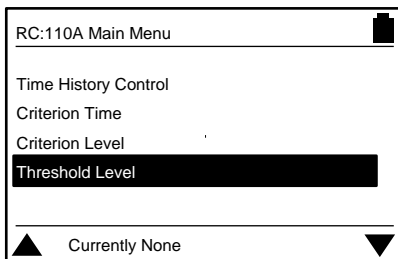 RC:110A Main Menu
Time History Control
Criterion Time
Criterion Level
Threshold Level
Currently None